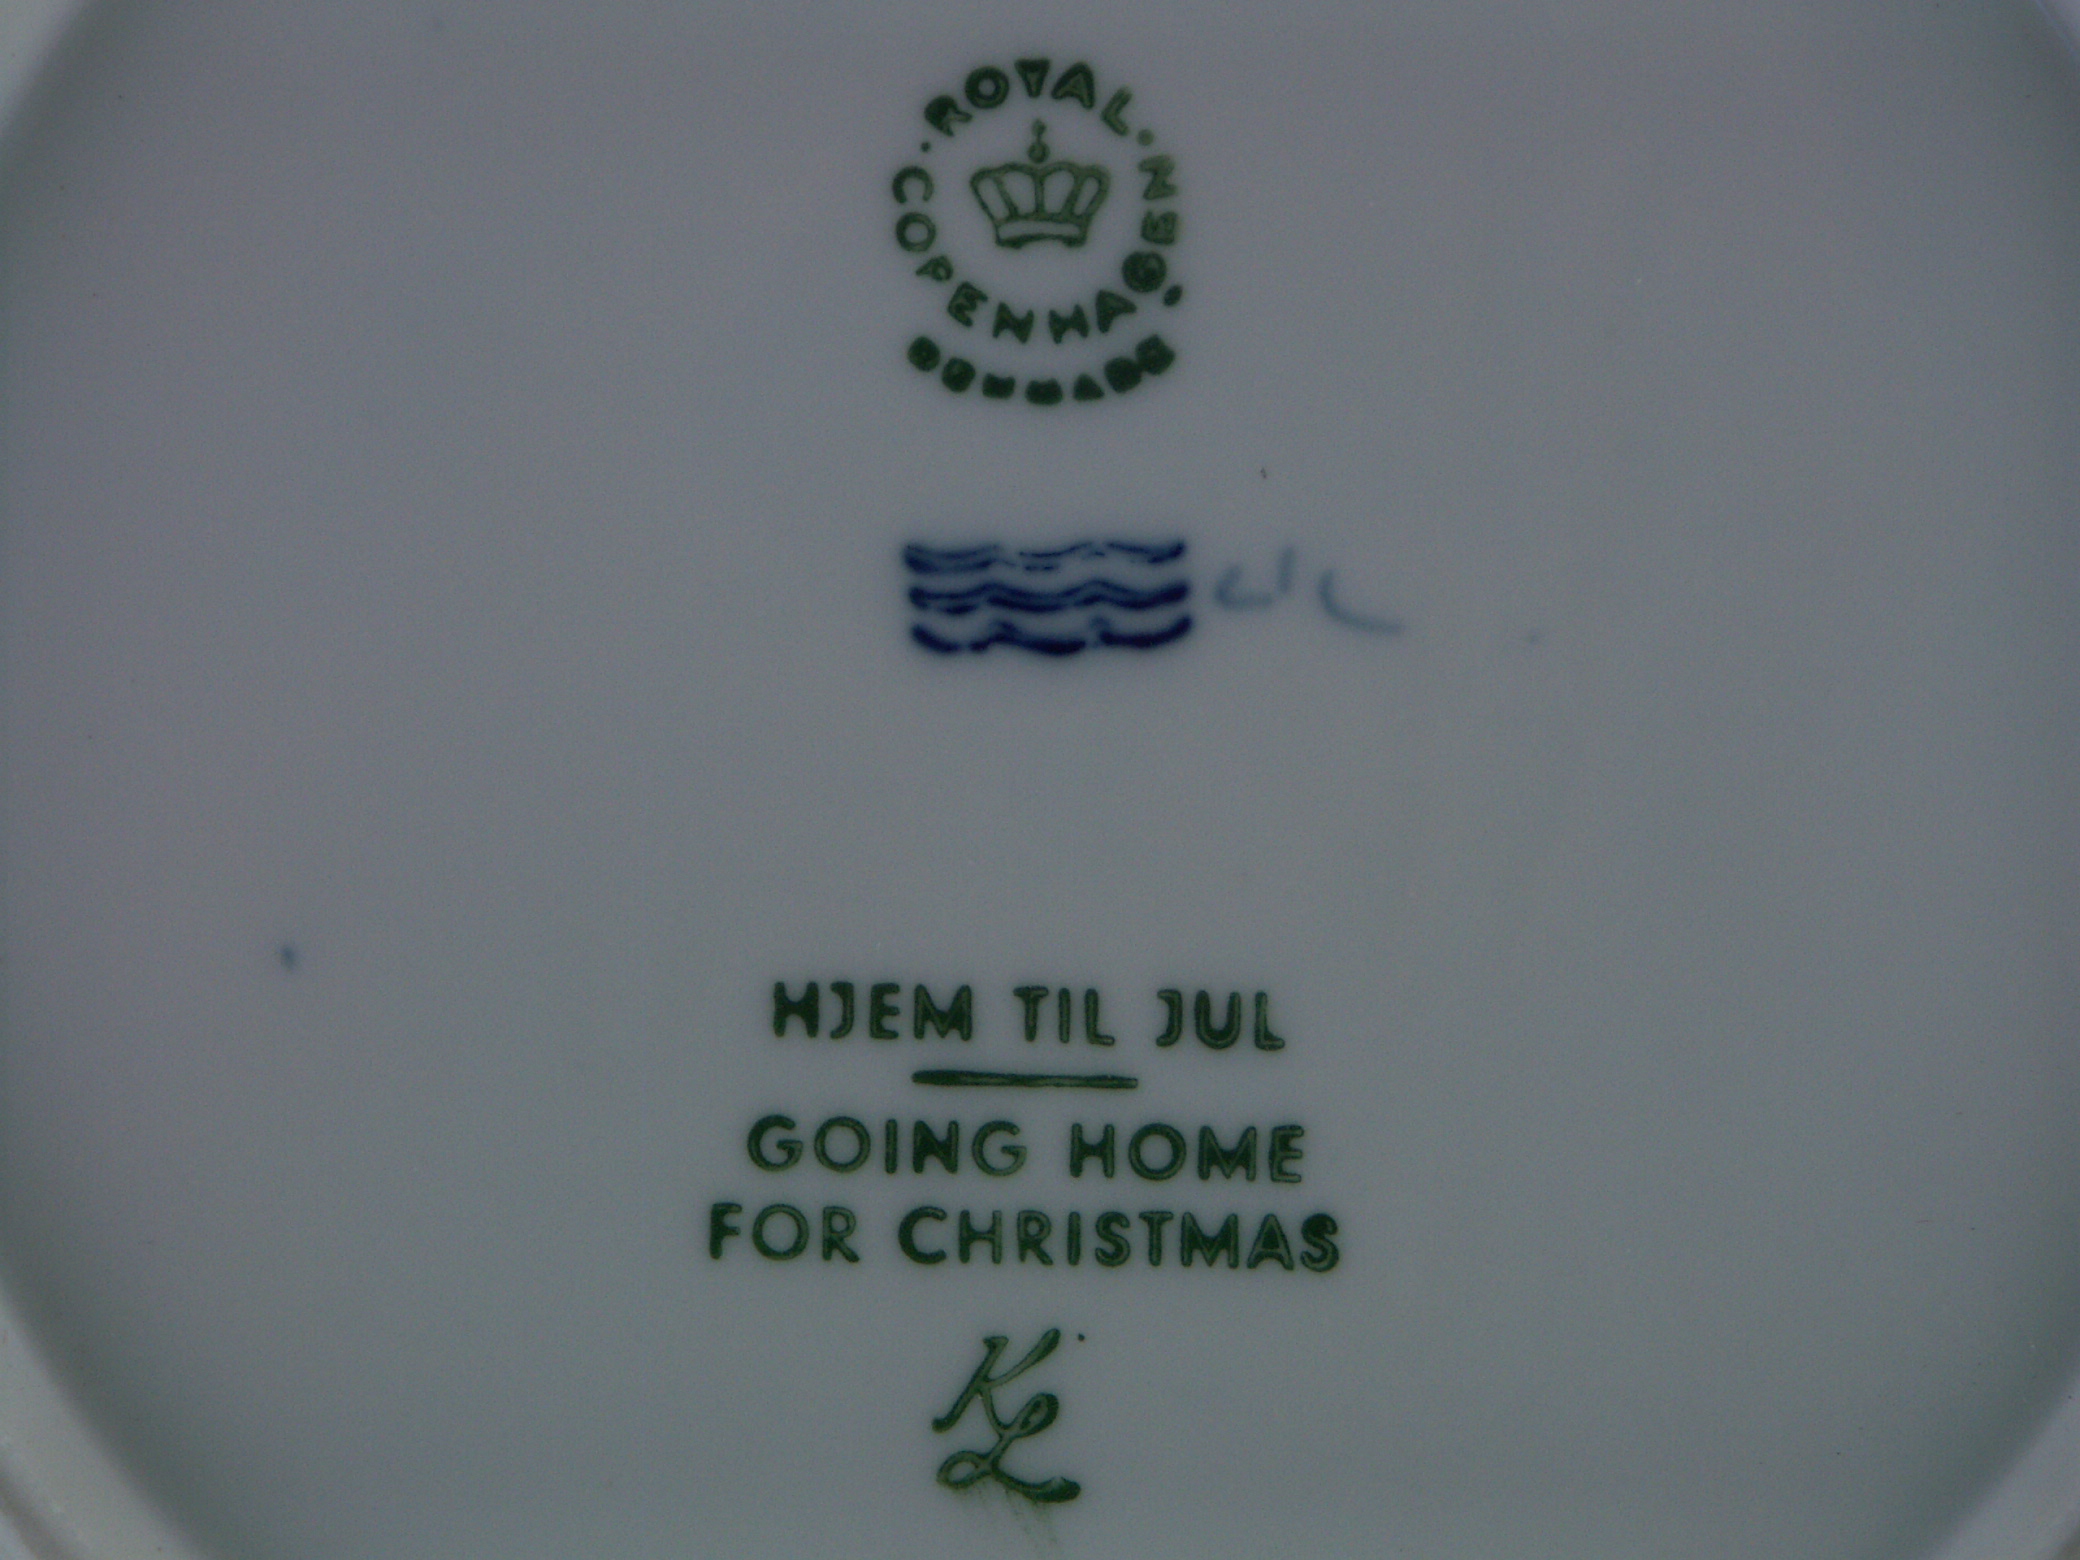 ROYAL · COPENHAGEN ·
DENMARK
HJEM TIL JUL
GOING HOME
FOR CHRISTMAS
KL